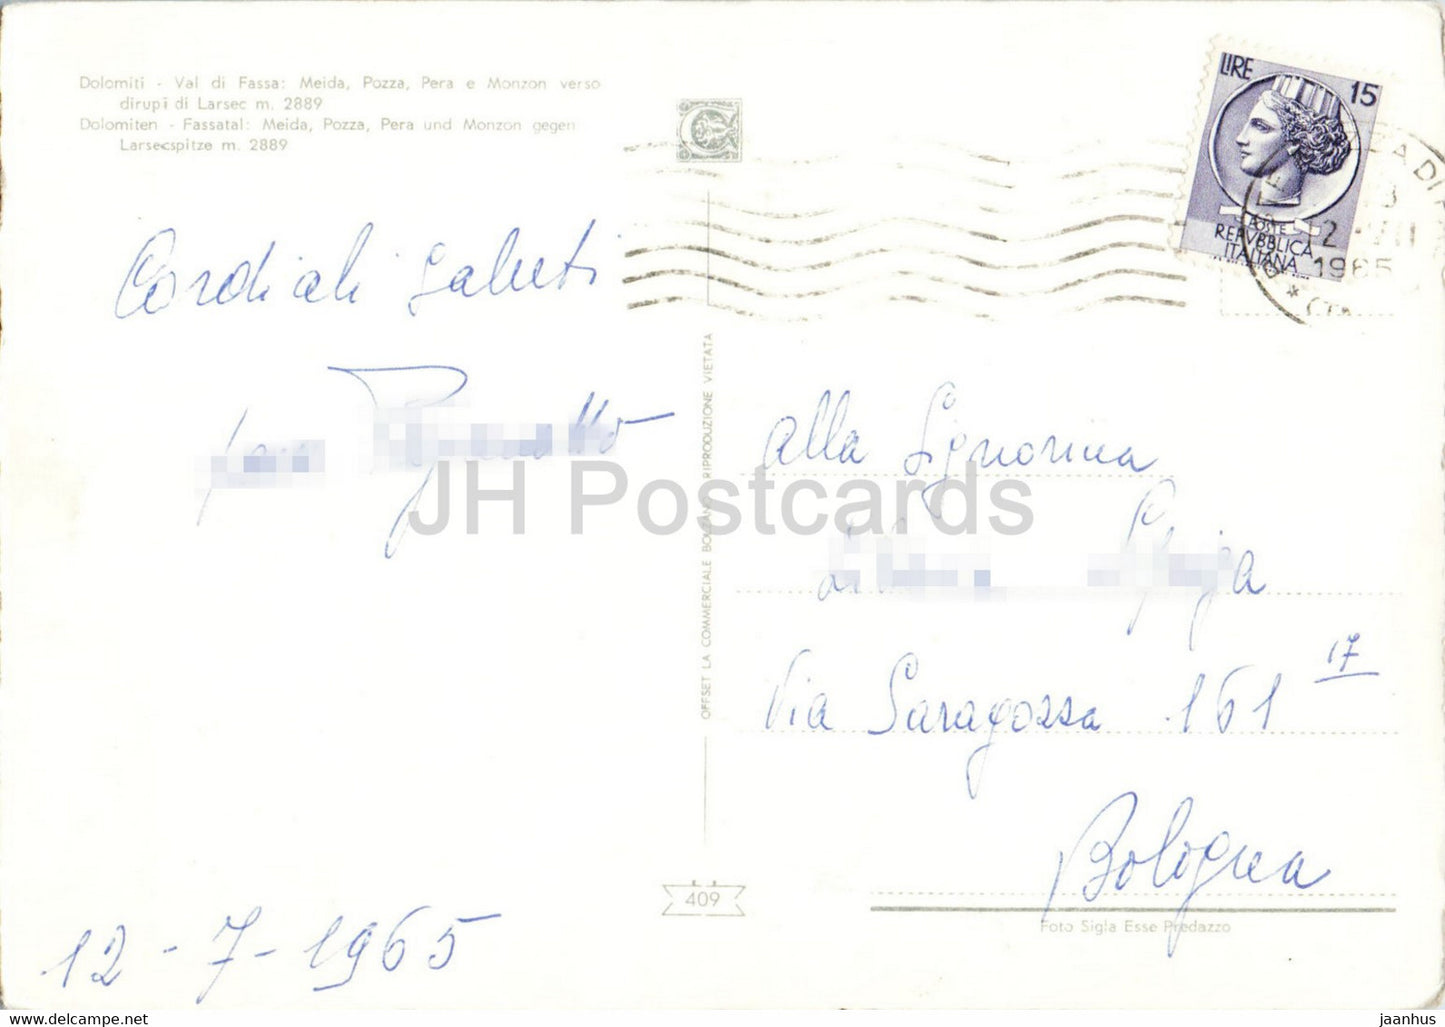 Dolomiti - Val di Fassa: Meida, Pozza, Pera e Monzon verso
dirupi di Larsec m. 2889
Dolomiten - Fassatal: Meida, Pozza, Pera und Monzon gegen
Larsecspitze m. 2889
LIRE 15
POSTE
REPVBBLICA
ITALIANA
1965
Cordiali saluti
12-7-1965
OFFSET LA COMMERCIALE BOLZANO RIPRODUZIONE VIETATA
409
alla Signorina
Via Saragozza 161 17
Bologna
Foto Sigla Esse Predazzo
JH Postcards
jaanhus - delcampe.net